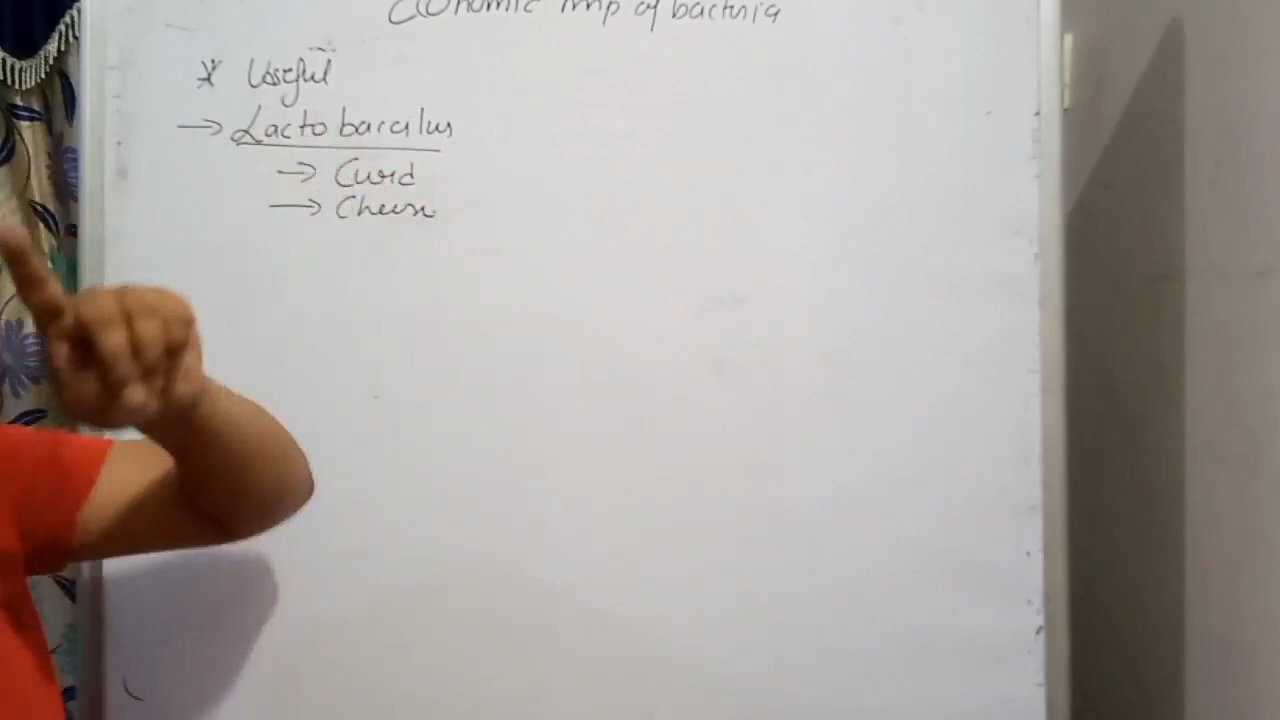 Economic imp of bacteria
* Useful
→ Lactobacilus
→ Curd
→ Cheese